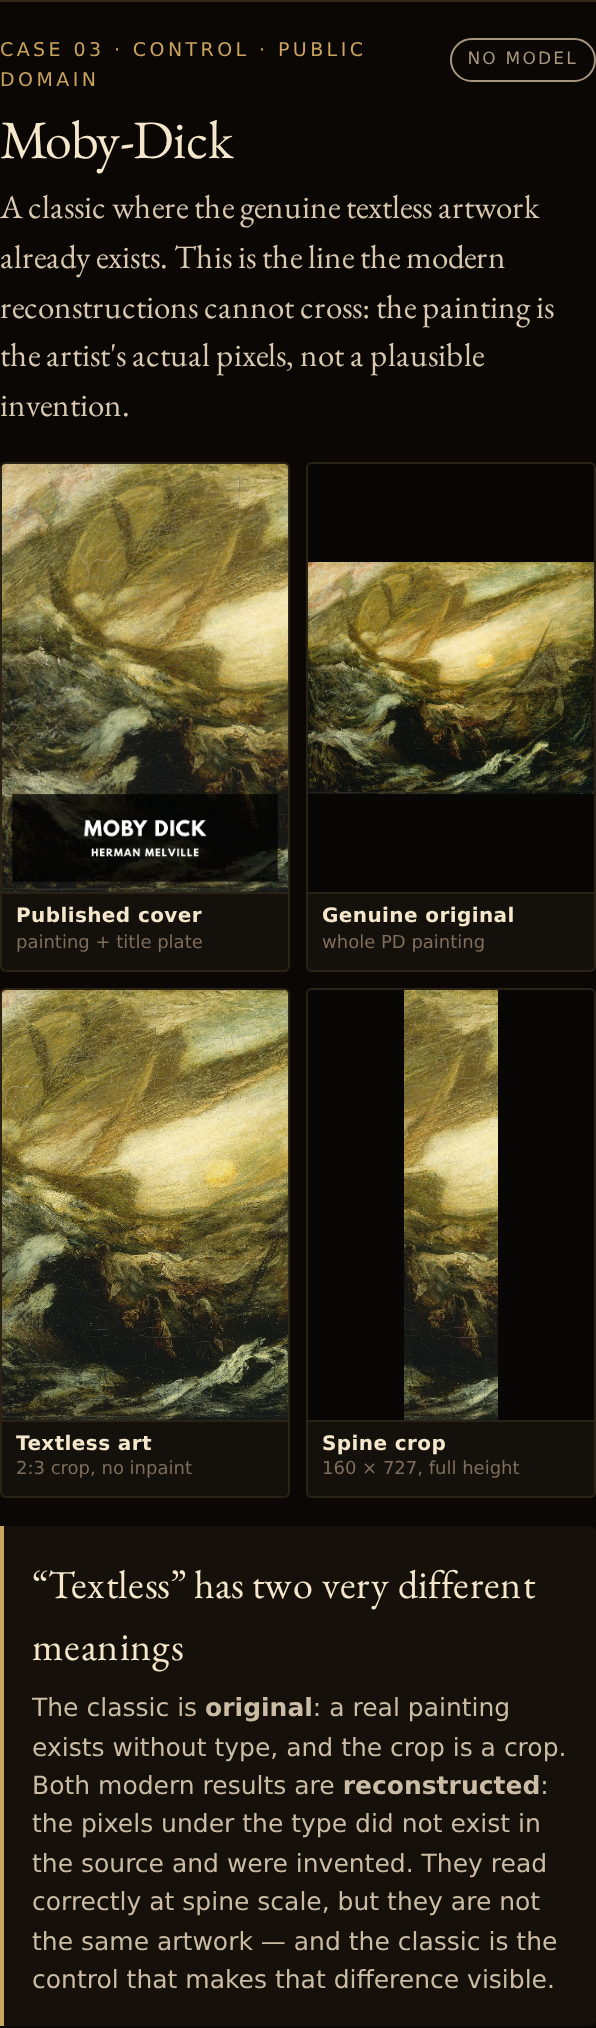 CASE 03 · CONTROL · PUBLIC
DOMAIN
NO MODEL
Moby-Dick
A classic where the genuine textless artwork
already exists. This is the line the modern
reconstructions cannot cross: the painting is
the artist's actual pixels, not a plausible
invention.
MOBY DICK
HERMAN MELVILLE
Published cover
painting + title plate
Genuine original
whole PD painting
Textless art
2:3 crop, no inpaint
Spine crop
160 × 727, full height
“Textless” has two very different
meanings
The classic is original: a real painting
exists without type, and the crop is a crop.
Both modern results are reconstructed:
the pixels under the type did not exist in
the source and were invented. They read
correctly at spine scale, but they are not
the same artwork — and the classic is the
control that makes that difference visible.